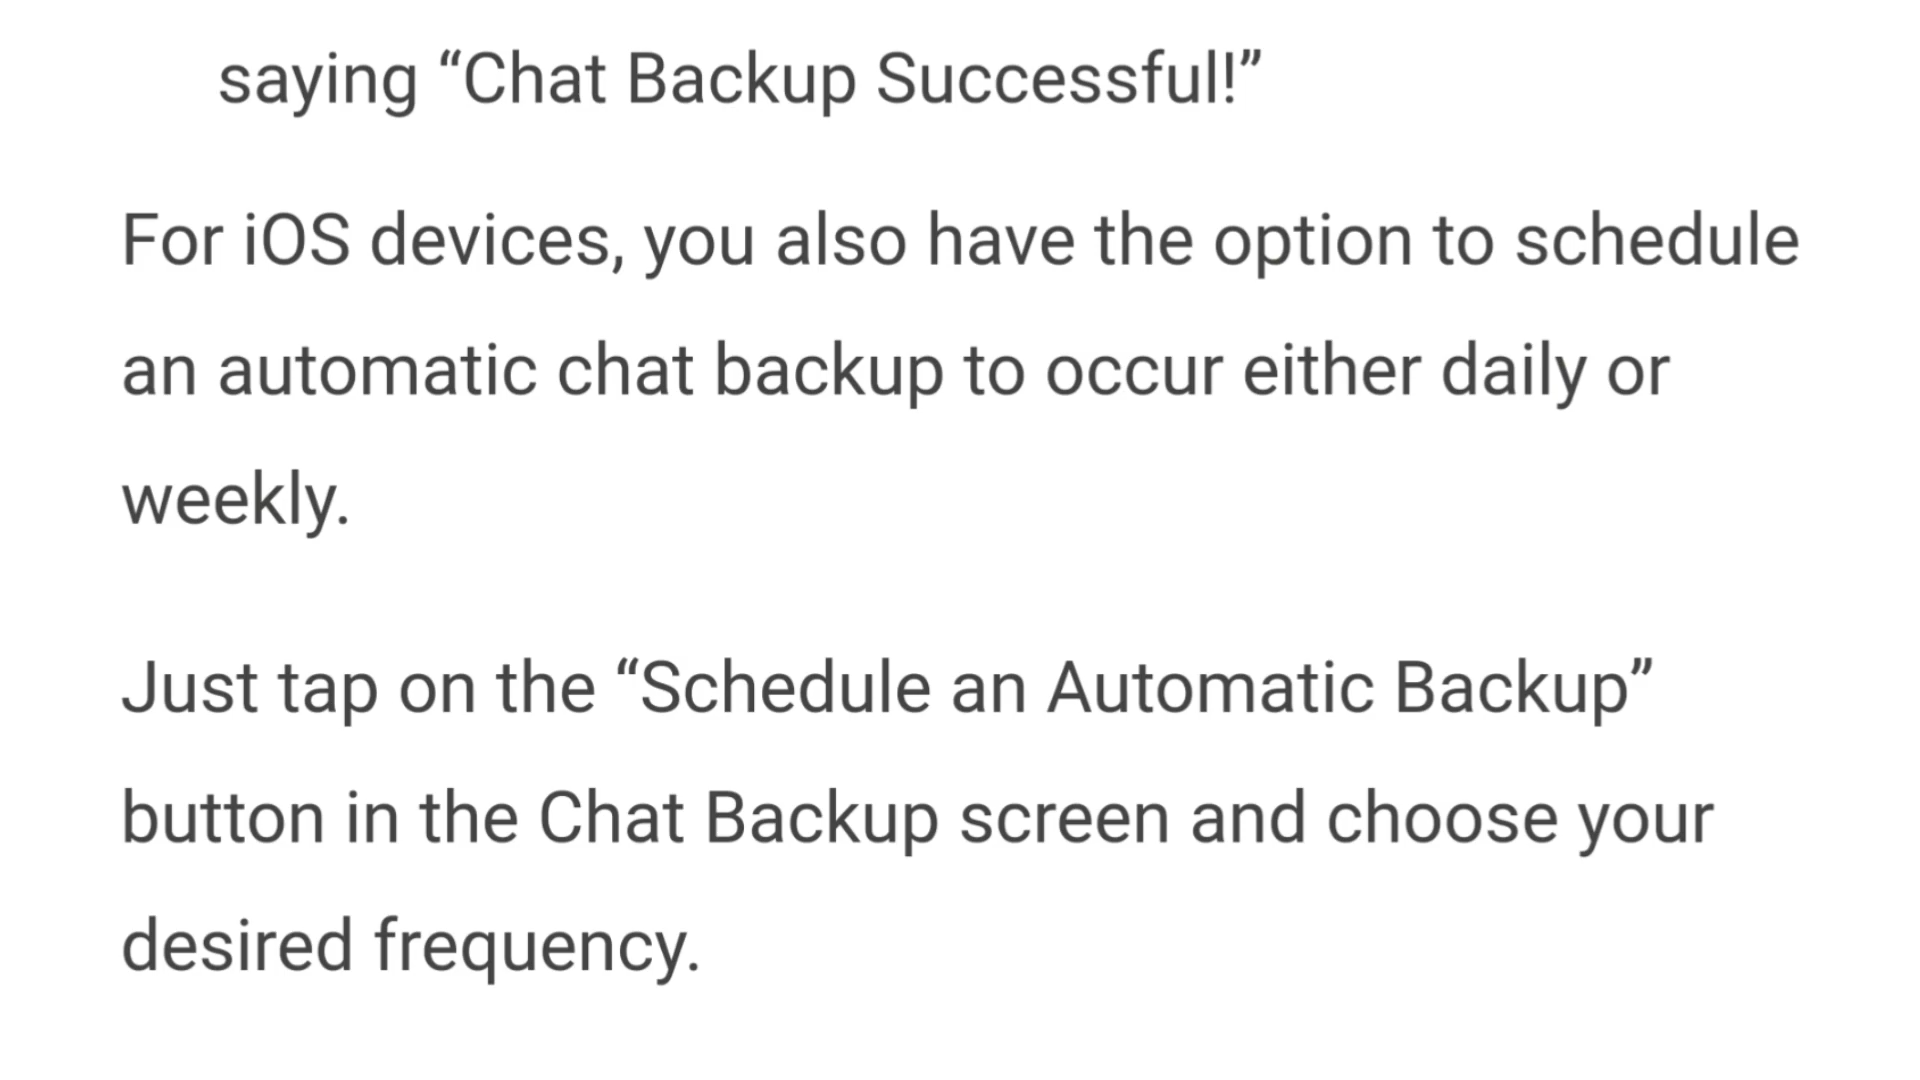 saying “Chat Backup Successful!”
For iOS devices, you also have the option to schedule
an automatic chat backup to occur either daily or
weekly.
Just tap on the “Schedule an Automatic Backup”
button in the Chat Backup screen and choose your
desired frequency.